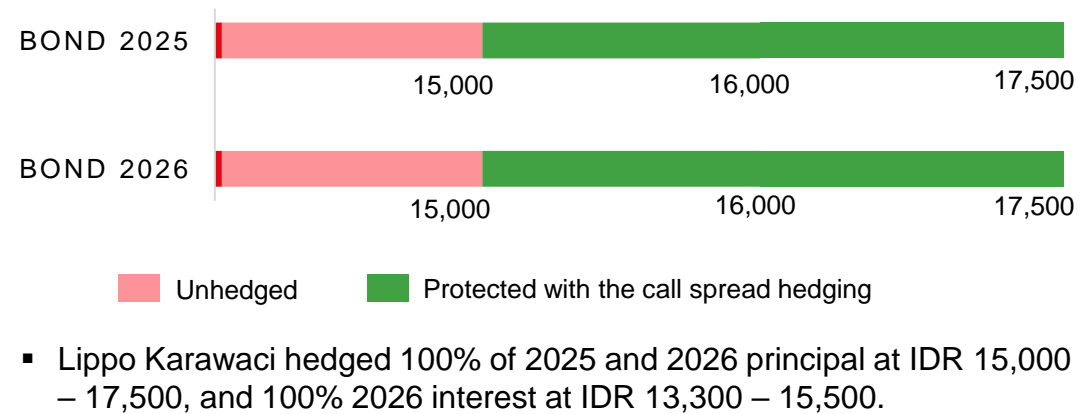 BOND 2025
15,000 16,000 17,500
BOND 2026
15,000 16,000 17,500
Unhedged Protected with the call spread hedging
▪ Lippo Karawaci hedged 100% of 2025 and 2026 principal at IDR 15,000
– 17,500, and 100% 2026 interest at IDR 13,300 – 15,500.